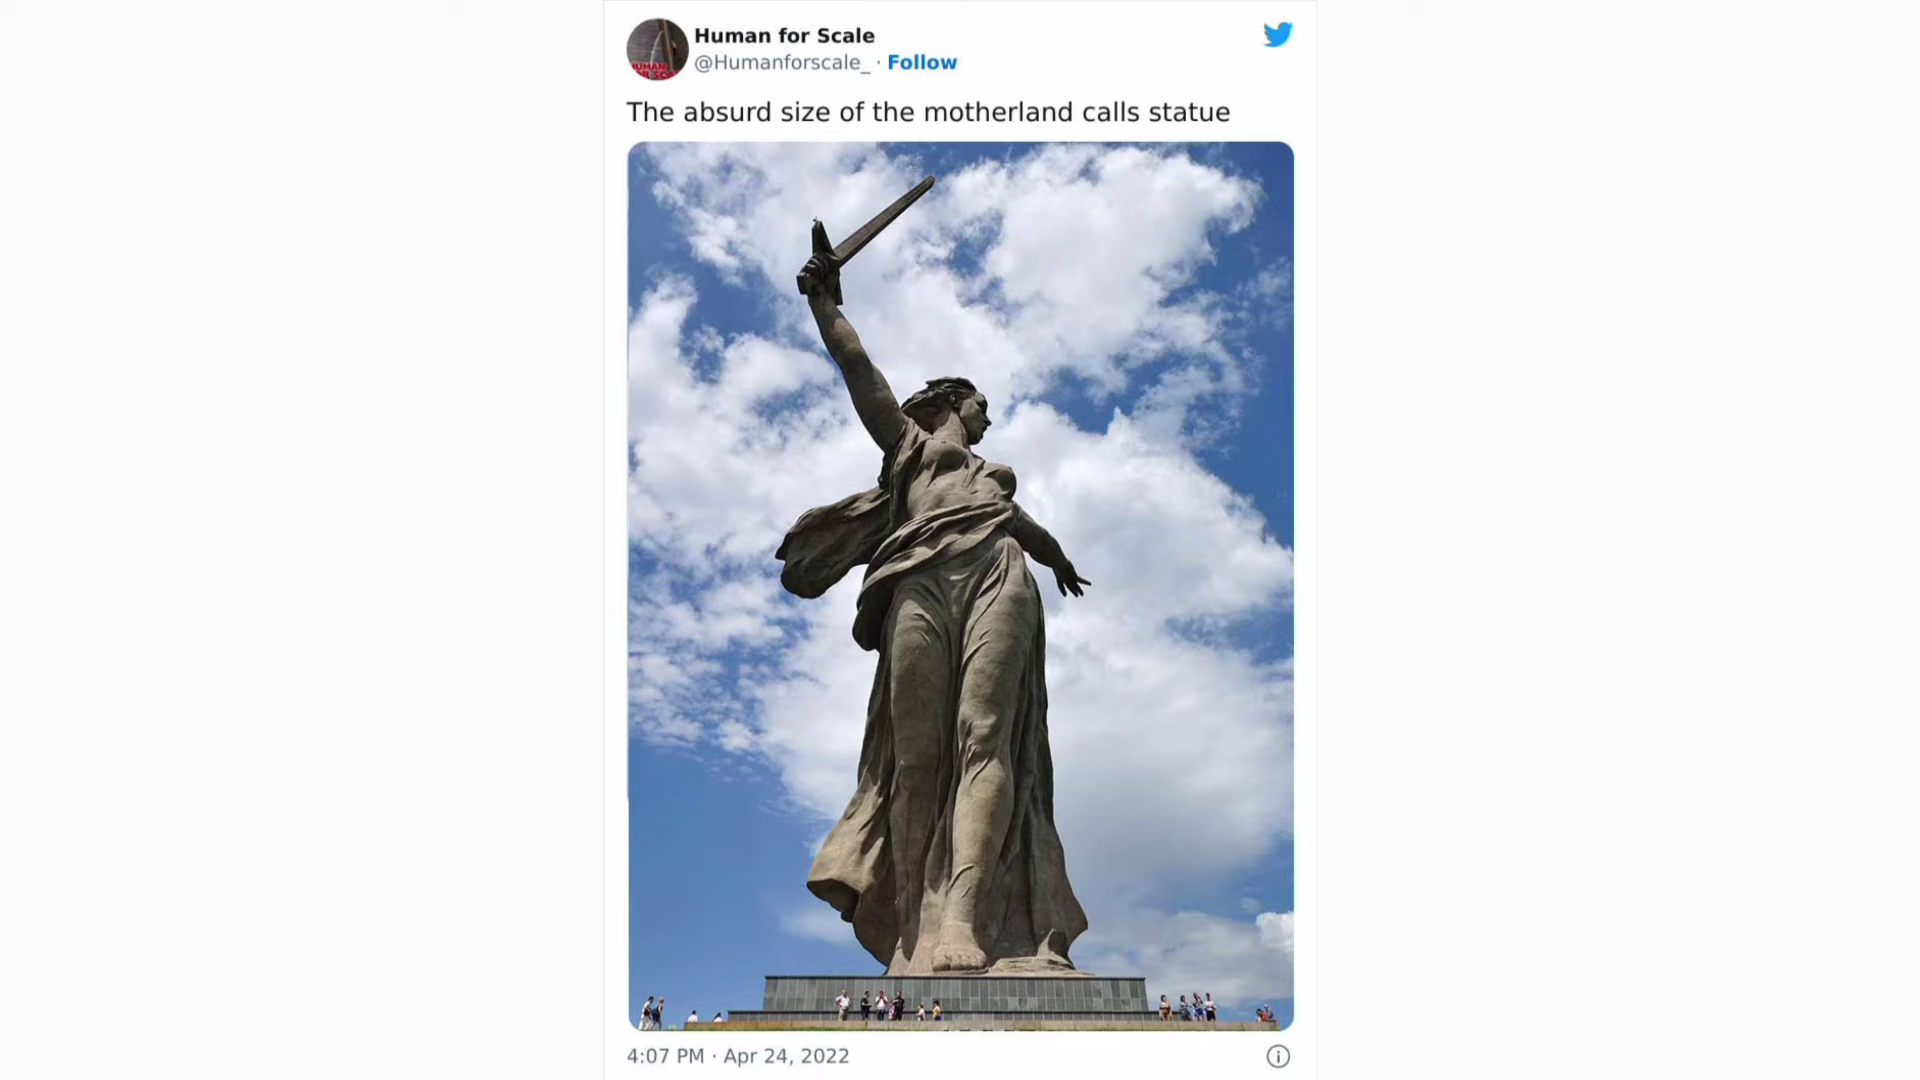 Human for Scale
@Humanforscale_ · Follow
The absurd size of the motherland calls statue
4:07 PM · Apr 24, 2022